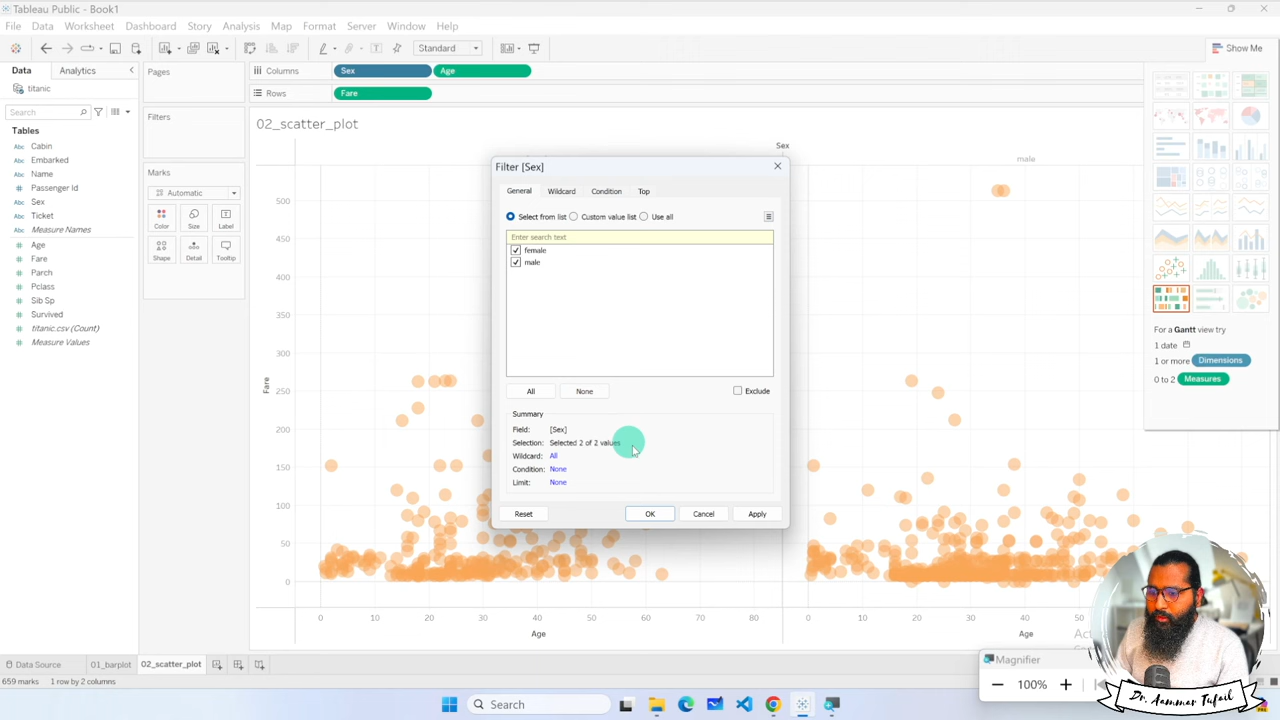 Tableau Public - Book1
File Data Worksheet Dashboard Story Analysis Map Format Server Window Help
Standard
Show Me
Data Analytics
titanic
Search
Tables
Abc Cabin
Abc Embarked
Abc Name
Abc Passenger Id
Abc Sex
Abc Ticket
Abc Measure Names
# Age
# Fare
# Parch
# Pclass
# Sib Sp
# Survived
# titanic.csv (Count)
# Measure Values
Pages
Filters
Marks
Automatic
Color Size Label
Shape Detail Tooltip
Columns Sex Age
Rows Fare
02_scatter_plot
Sex
male
Fare
500
450
400
350
300
250
200
150
100
50
0
0 10 20 30 40 50 60 70 80 0 10 20 30 40 50
Age Age
Filter [Sex]
General Wildcard Condition Top
Select from list Custom value list Use all
Enter search text
female
male
All None Exclude
Summary
Field: [Sex]
Selection: Selected 2 of 2 values
Wildcard: All
Condition: None
Limit: None
Reset OK Cancel Apply
For a Gantt view try
1 date
1 or more Dimensions
0 to 2 Measures
Data Source 01_barplot 02_scatter_plot
659 marks 1 row by 2 columns
Magnifier
100%
Dr. Aammar Tufail
Search